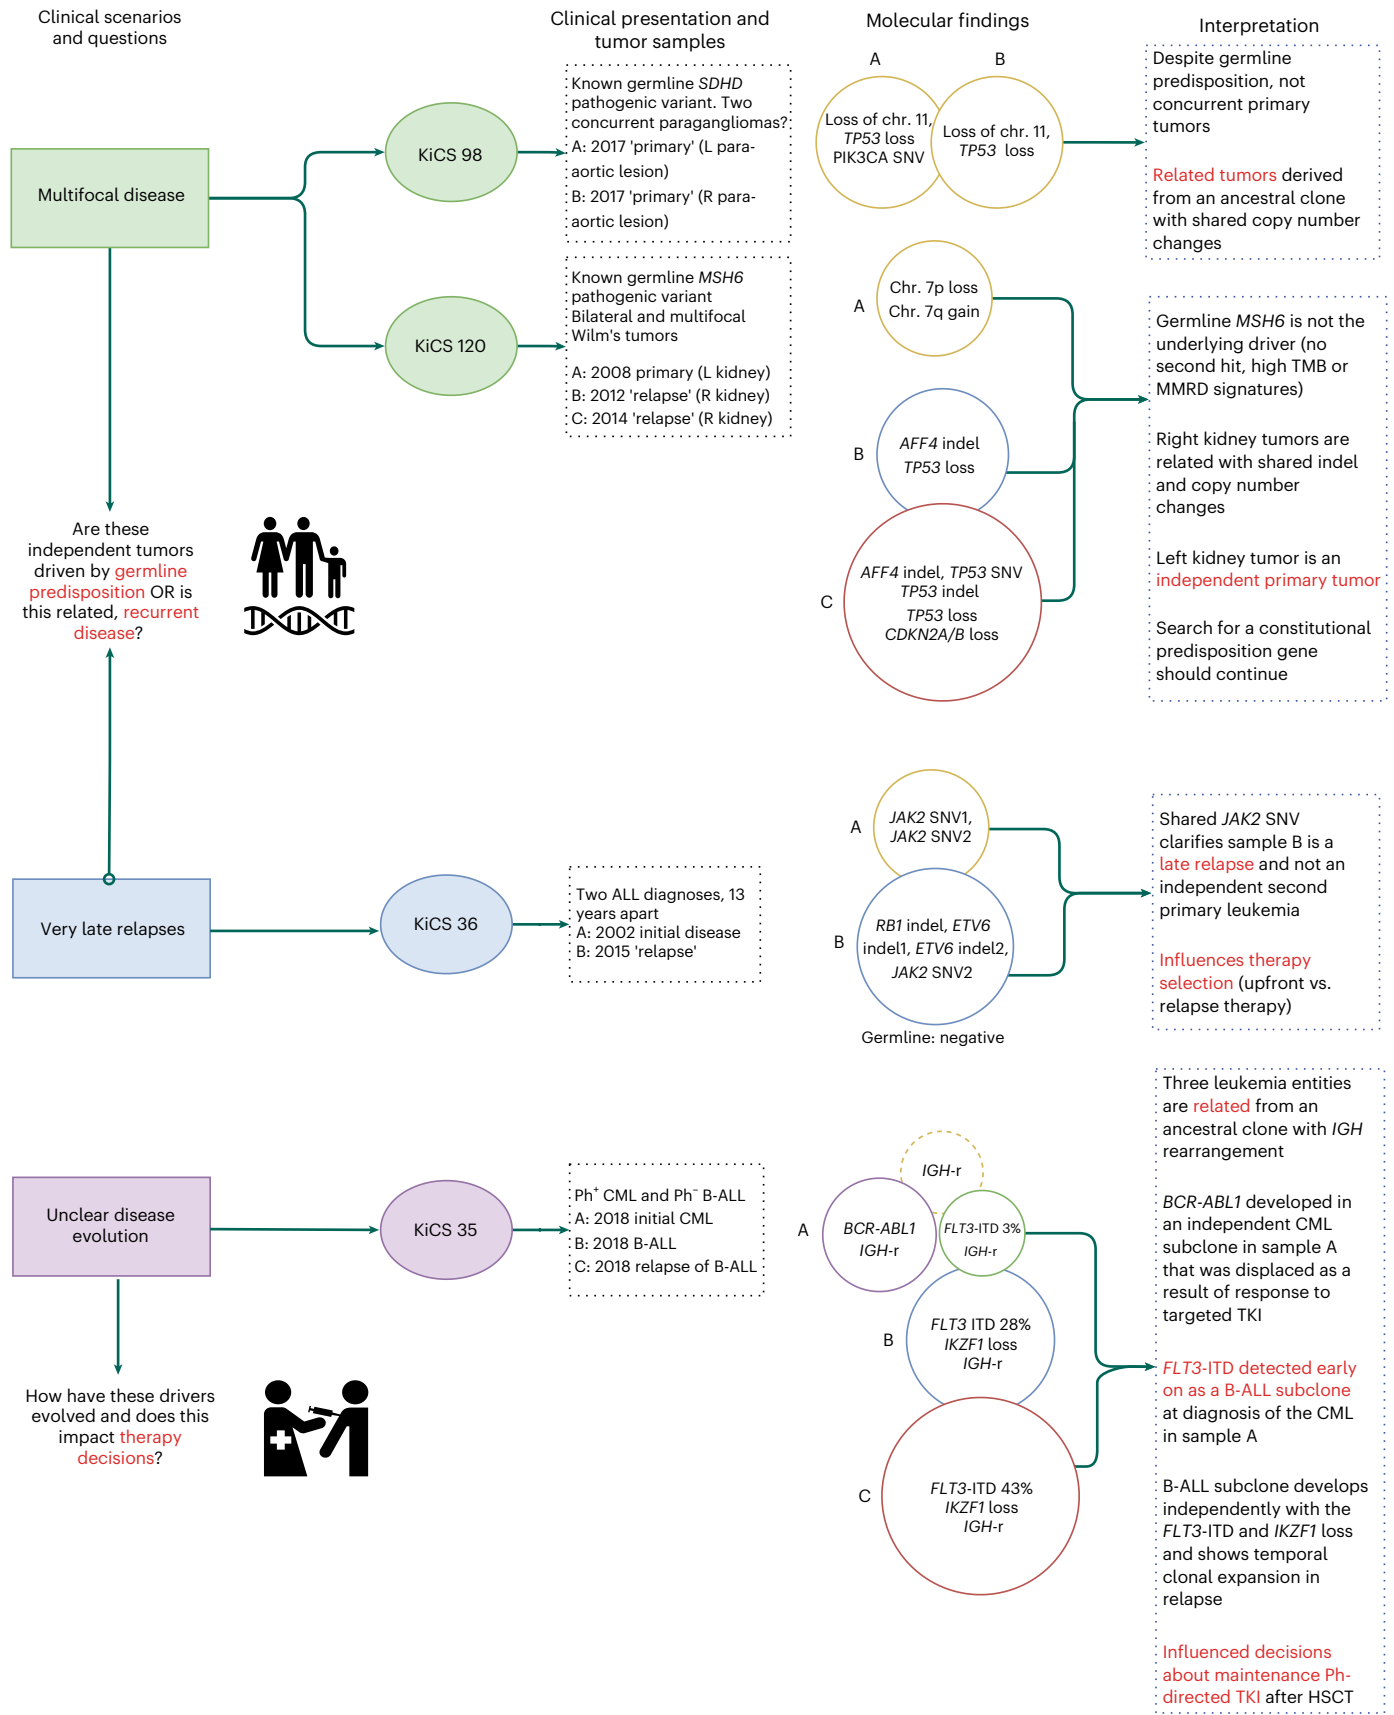 Clinical scenarios
and questions
Clinical presentation and
tumor samples
Molecular findings
Interpretation
Multifocal disease
KiCS 98
Known germline SDHD
pathogenic variant. Two
concurrent paragangliomas?
A: 2017 'primary' (L para-
aortic lesion)
B: 2017 'primary' (R para-
aortic lesion)
A
B
Loss of chr. 11,
TP53 loss
PIK3CA SNV
Loss of chr. 11,
TP53 loss
Despite germline
predisposition, not
concurrent primary
tumors
Related tumors derived
from an ancestral clone
with shared copy number
changes
KiCS 120
Known germline MSH6
pathogenic variant
Bilateral and multifocal
Wilm's tumors
A: 2008 primary (L kidney)
B: 2012 'relapse' (R kidney)
C: 2014 'relapse' (R kidney)
A
Chr. 7p loss
Chr. 7q gain
B
AFF4 indel
TP53 loss
C
AFF4 indel, TP53 SNV
TP53 indel
TP53 loss
CDKN2A/B loss
Germline MSH6 is not the
underlying driver (no
second hit, high TMB or
MMRD signatures)
Right kidney tumors are
related with shared indel
and copy number
changes
Left kidney tumor is an
independent primary tumor
Search for a constitutional
predisposition gene
should continue
Are these
independent tumors
driven by germline
predisposition OR is
this related, recurrent
disease?
Very late relapses
KiCS 36
Two ALL diagnoses, 13
years apart
A: 2002 initial disease
B: 2015 'relapse'
A
JAK2 SNV1,
JAK2 SNV2
B
RB1 indel, ETV6
indel1, ETV6 indel2,
JAK2 SNV2
Germline: negative
Shared JAK2 SNV
clarifies sample B is a
late relapse and not an
independent second
primary leukemia
Influences therapy
selection (upfront vs.
relapse therapy)
Unclear disease
evolution
KiCS 35
Ph+ CML and Ph− B-ALL
A: 2018 initial CML
B: 2018 B-ALL
C: 2018 relapse of B-ALL
IGH-r
A
BCR-ABL1
IGH-r
FLT3-ITD 3%
IGH-r
B
FLT3 ITD 28%
IKZF1 loss
IGH-r
C
FLT3-ITD 43%
IKZF1 loss
IGH-r
Three leukemia entities
are related from an
ancestral clone with IGH
rearrangement
BCR-ABL1 developed in
an independent CML
subclone in sample A
that was displaced as a
result of response to
targeted TKI
FLT3-ITD detected early
on as a B-ALL subclone
at diagnosis of the CML
in sample A
B-ALL subclone develops
independently with the
FLT3-ITD and IKZF1 loss
and shows temporal
clonal expansion in
relapse
Influenced decisions
about maintenance Ph-
directed TKI after HSCT
How have these drivers
evolved and does this
impact therapy
decisions?